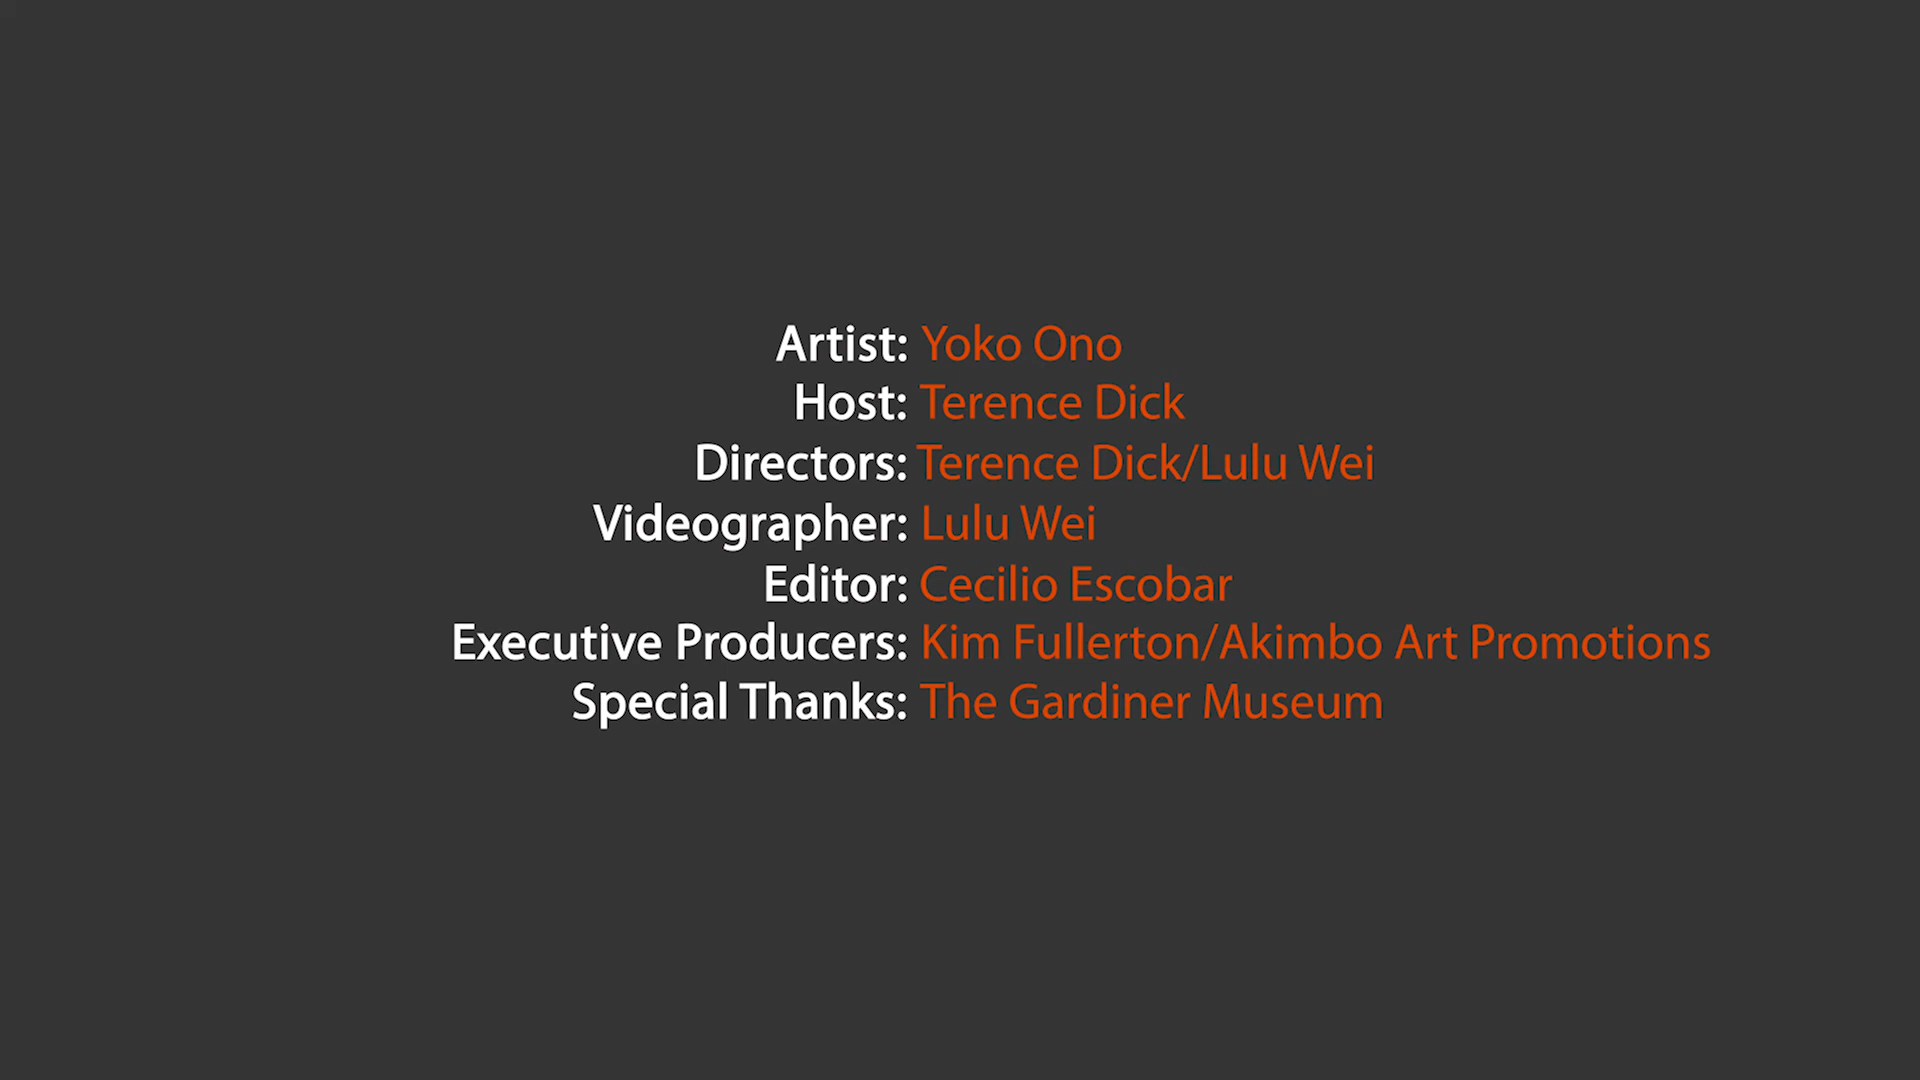 Artist: Yoko Ono
Host: Terence Dick
Directors: Terence Dick/Lulu Wei
Videographer: Lulu Wei
Editor: Cecilio Escobar
Executive Producers: Kim Fullerton/Akimbo Art Promotions
Special Thanks: The Gardiner Museum